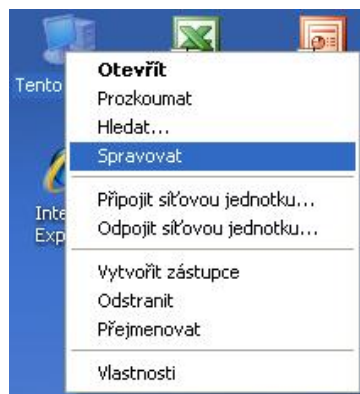 Tento
Otevřít
Prozkoumat
Hledat...
Spravovat
Inte
Exp
Připojit síťovou jednotku...
Odpojit síťovou jednotku...
Vytvořit zástupce
Odstranit
Přejmenovat
Vlastnosti